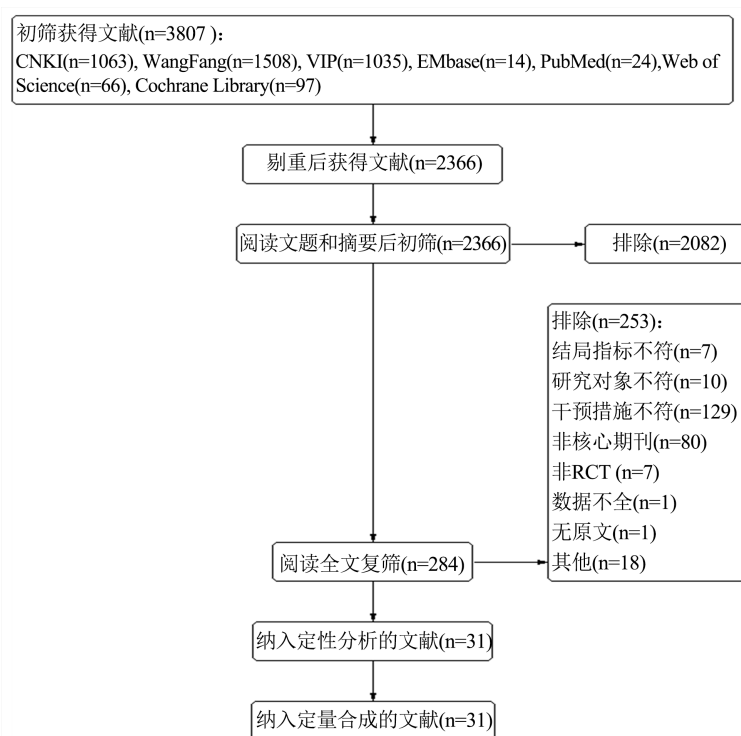 初筛获得文献(n=3807 )：
CNKI(n=1063), WangFang(n=1508), VIP(n=1035), EMbase(n=14), PubMed(n=24),Web of
Science(n=66), Cochrane Library(n=97)
剔重后获得文献(n=2366)
阅读文题和摘要后初筛(n=2366)
排除(n=2082)
排除(n=253)：
结局指标不符(n=7)
研究对象不符(n=10)
干预措施不符(n=129)
非核心期刊(n=80)
非RCT (n=7)
数据不全(n=1)
无原文(n=1)
其他(n=18)
阅读全文复筛(n=284)
纳入定性分析的文献(n=31)
纳入定量合成的文献(n=31)